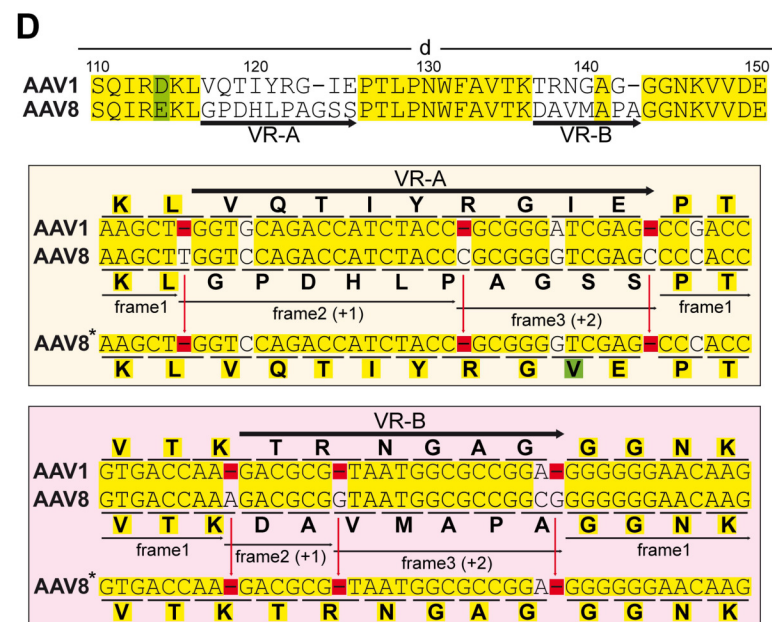 D
d
110 120 130 140 150
AAV1 SQIRDKLVQTIYRG-IEPTLPNWFAVTKTRNGAG-GGNKVVDE
AAV8 SQIREKLGPDHLPAGSSPTLPNWFAVTKDAVMAPAGGNKVVDE
VR-A VR-B
VR-A
K L V Q T I Y R G I E P T
AAV1 AAGCT-GGTGCAGACCATCTACC-GCGGGATCGAG-CCGACC
AAV8 AAGCTTGGTCCAGACCATCTACCCGCGGGGTCGAGCCCCACC
K L G P D H L P A G S S P T
frame1 frame2 (+1) frame3 (+2) frame1
AAV8* AAGCT-GGTCCAGACCATCTACC-GCGGGGTCGAG-CCCACC
K L V Q T I Y R G V E P T
VR-B
V T K T R N G A G G G N K
AAV1 GTGACCAA-GACGCG-TAATGGCGCCGGA-GGGGGGAACAAG
AAV8 GTGACCAAAGACGCGGTAATGGCGCCGGCGGGGGGGAACAAG
V T K D A V M A P A G G N K
frame1 frame2 (+1) frame3 (+2) frame1
AAV8* GTGACCAA-GACGCG-TAATGGCGCCGGA-GGGGGGAACAAG
V T K T R N G A G G G N K